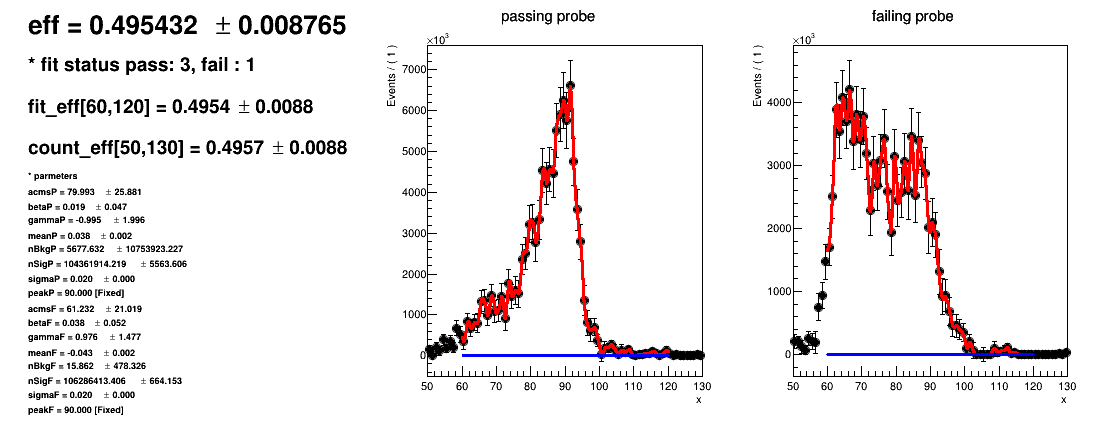 eff = 0.495432 ± 0.008765
* fit status pass: 3, fail : 1
fit_eff[60,120] = 0.4954 ± 0.0088
count_eff[50,130] = 0.4957 ± 0.0088
* parmeters
acmsP = 79.993 ± 25.881
betaP = 0.019 ± 0.047
gammaP = -0.995 ± 1.996
meanP = 0.038 ± 0.002
nBkgP = 5677.632 ± 10753923.227
nSigP = 104361914.219 ± 5563.606
sigmaP = 0.020 ± 0.000
peakP = 90.000 [Fixed]
acmsF = 61.232 ± 21.019
betaF = 0.038 ± 0.052
gammaF = 0.976 ± 1.477
meanF = -0.043 ± 0.002
nBkgF = 15.862 ± 478.326
nSigF = 106286413.406 ± 664.153
sigmaF = 0.020 ± 0.000
peakF = 90.000 [Fixed]
passing probe
×10³
Events / ( 1 )
7000
6000
5000
4000
3000
2000
1000
0
50 60 70 80 90 100 110 120 130
x
failing probe
×10³
Events / ( 1 )
4000
3000
2000
1000
0
50 60 70 80 90 100 110 120 130
x